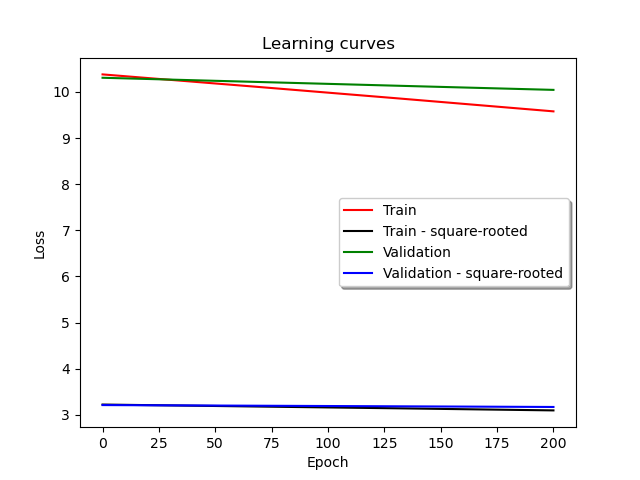 Learning curves
10
9
8
7
6
5
4
3
Loss
Train
Train - square-rooted
Validation
Validation - square-rooted
0 25 50 75 100 125 150 175 200
Epoch